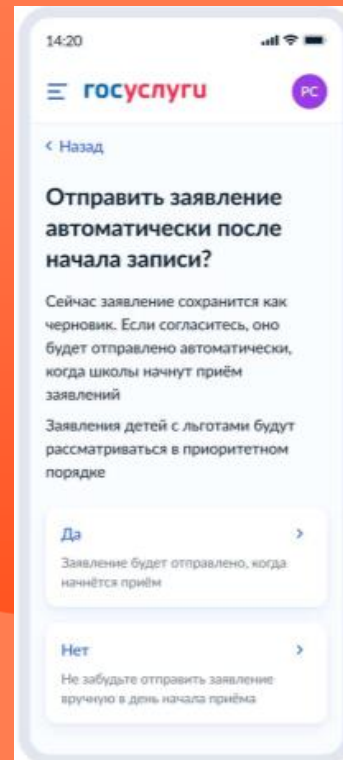 14:20
госуслуги
РС
Назад
Отправить заявление
автоматически после
начала записи?
Сейчас заявление сохранится как
черновик. Если согласитесь, оно
будет отправлено автоматически,
когда школы начнут приём
заявлений
Заявления детей с льготами будут
рассматриваться в приоритетном
порядке
Да
Заявление будет отправлено, когда
начнётся приём
Нет
Не забудьте отправить заявление
вручную в день начала приёма